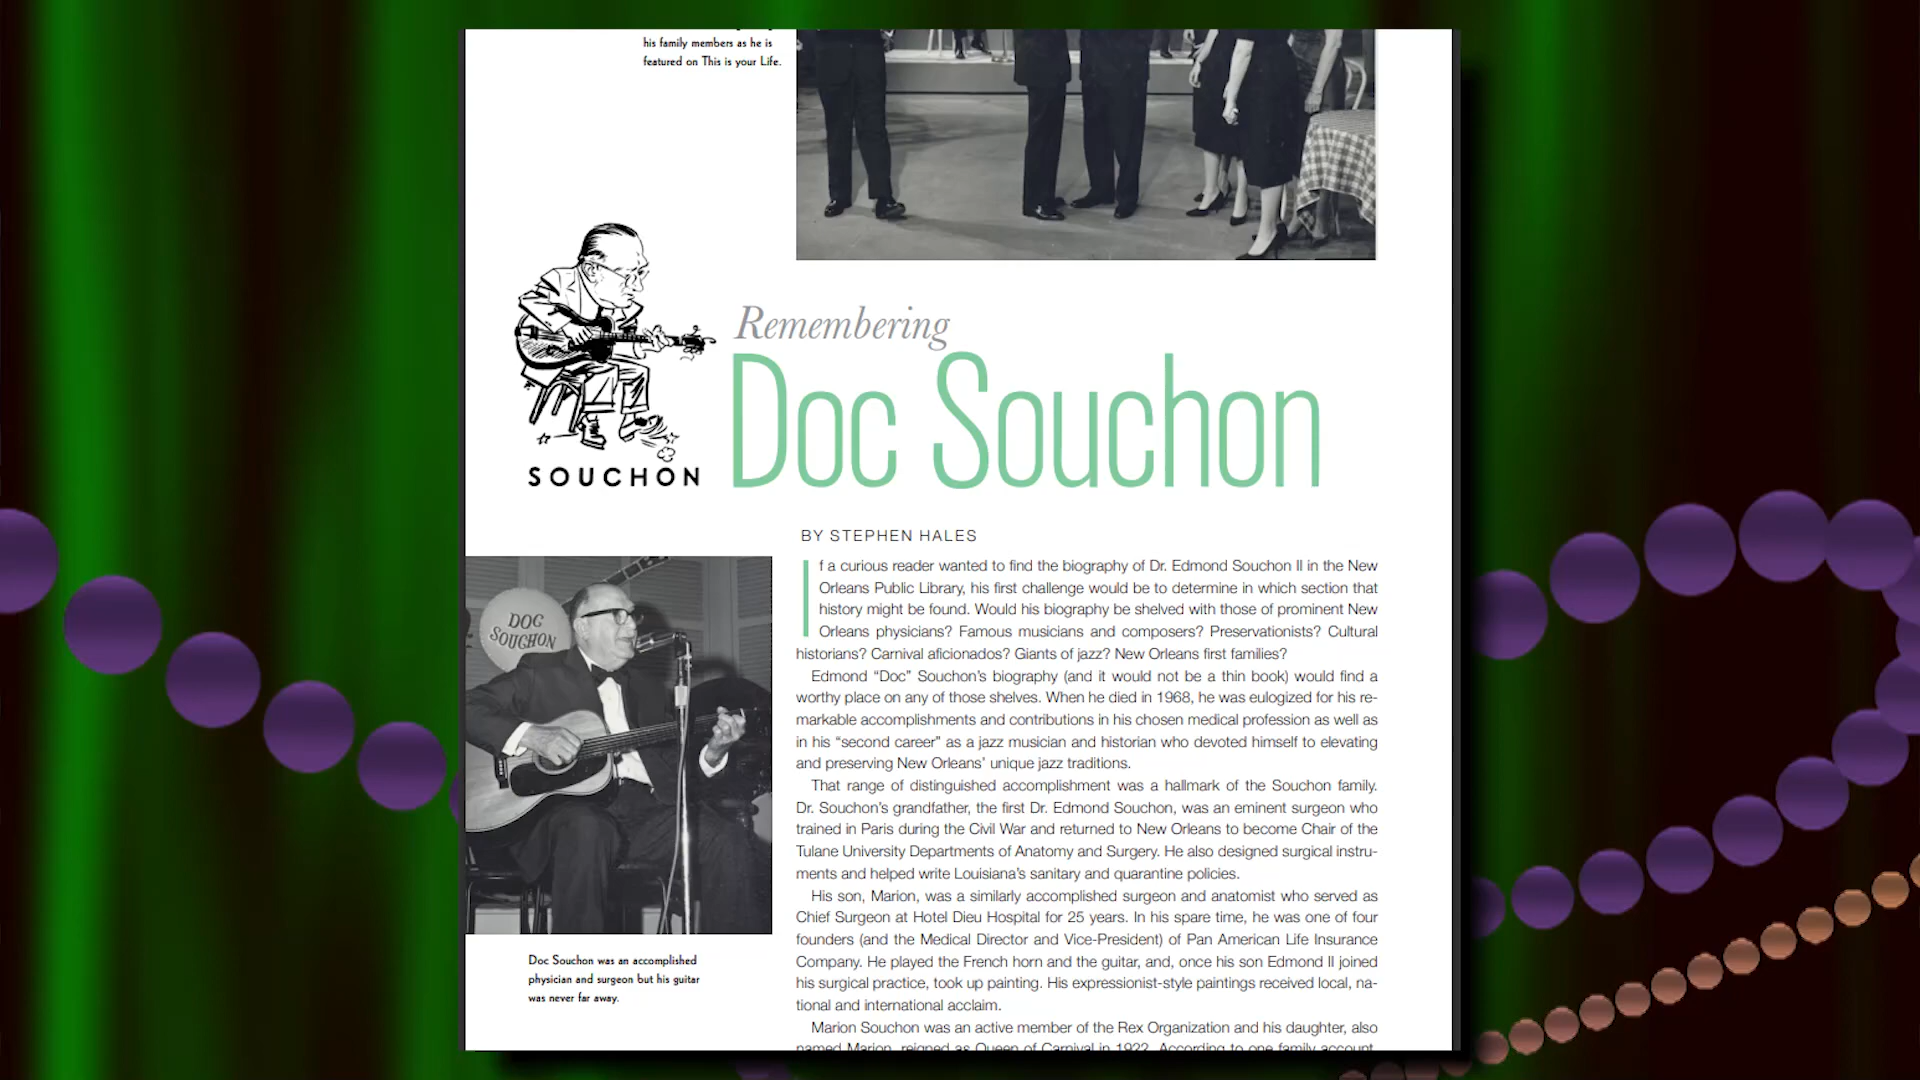 his family members as he is
featured on This is your Life.
Remembering
Doc Souchon
SOUCHON
BY STEPHEN HALES
If a curious reader wanted to find the biography of Dr. Edmond Souchon II in the New
Orleans Public Library, his first challenge would be to determine in which section that
history might be found. Would his biography be shelved with those of prominent New
Orleans physicians? Famous musicians and composers? Preservationists? Cultural
historians? Carnival aficionados? Giants of jazz? New Orleans first families?
Edmond “Doc” Souchon’s biography (and it would not be a thin book) would find a
worthy place on any of those shelves. When he died in 1968, he was eulogized for his re-
markable accomplishments and contributions in his chosen medical profession as well as
in his “second career” as a jazz musician and historian who devoted himself to elevating
and preserving New Orleans’ unique jazz traditions.
That range of distinguished accomplishment was a hallmark of the Souchon family.
Dr. Souchon’s grandfather, the first Dr. Edmond Souchon, was an eminent surgeon who
trained in Paris during the Civil War and returned to New Orleans to become Chair of the
Tulane University Departments of Anatomy and Surgery. He also designed surgical instru-
ments and helped write Louisiana’s sanitary and quarantine policies.
His son, Marion, was a similarly accomplished surgeon and anatomist who served as
Chief Surgeon at Hotel Dieu Hospital for 25 years. In his spare time, he was one of four
founders (and the Medical Director and Vice-President) of Pan American Life Insurance
Company. He played the French horn and the guitar, and, once his son Edmond II joined
his surgical practice, took up painting. His expressionist-style paintings received local, na-
tional and international acclaim.
Marion Souchon was an active member of the Rex Organization and his daughter, also
named Marion, reigned as Queen of Carnival in 1922. According to one family account,
DOC
SOUCHON
Doc Souchon was an accomplished
physician and surgeon but his guitar
was never far away.